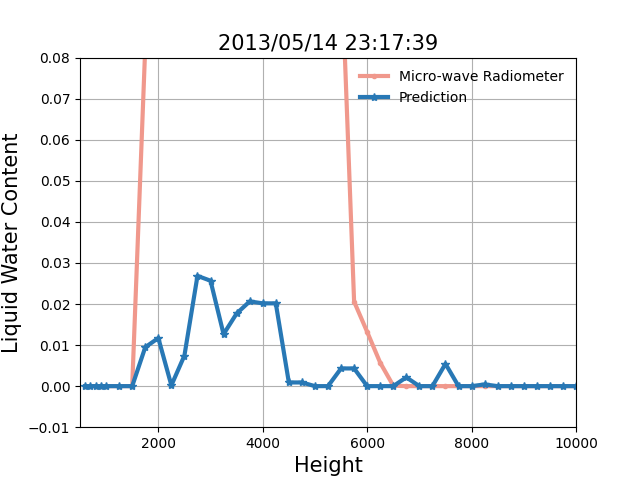 2013/05/14 23:17:39
Micro-wave Radiometer
Prediction
Liquid Water Content
0.08
0.07
0.06
0.05
0.04
0.03
0.02
0.01
0.00
−0.01
2000 4000 6000 8000 10000
Height